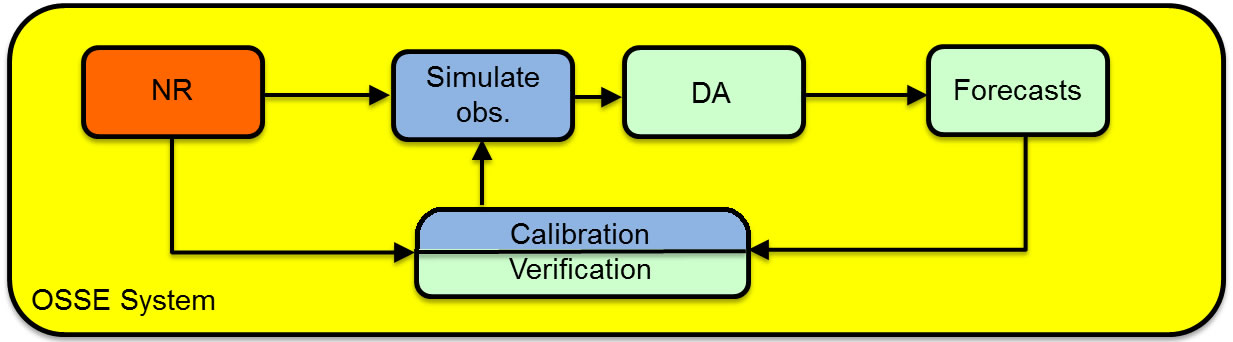 NR
Simulate
obs.
DA
Forecasts
Calibration
Verification
OSSE System